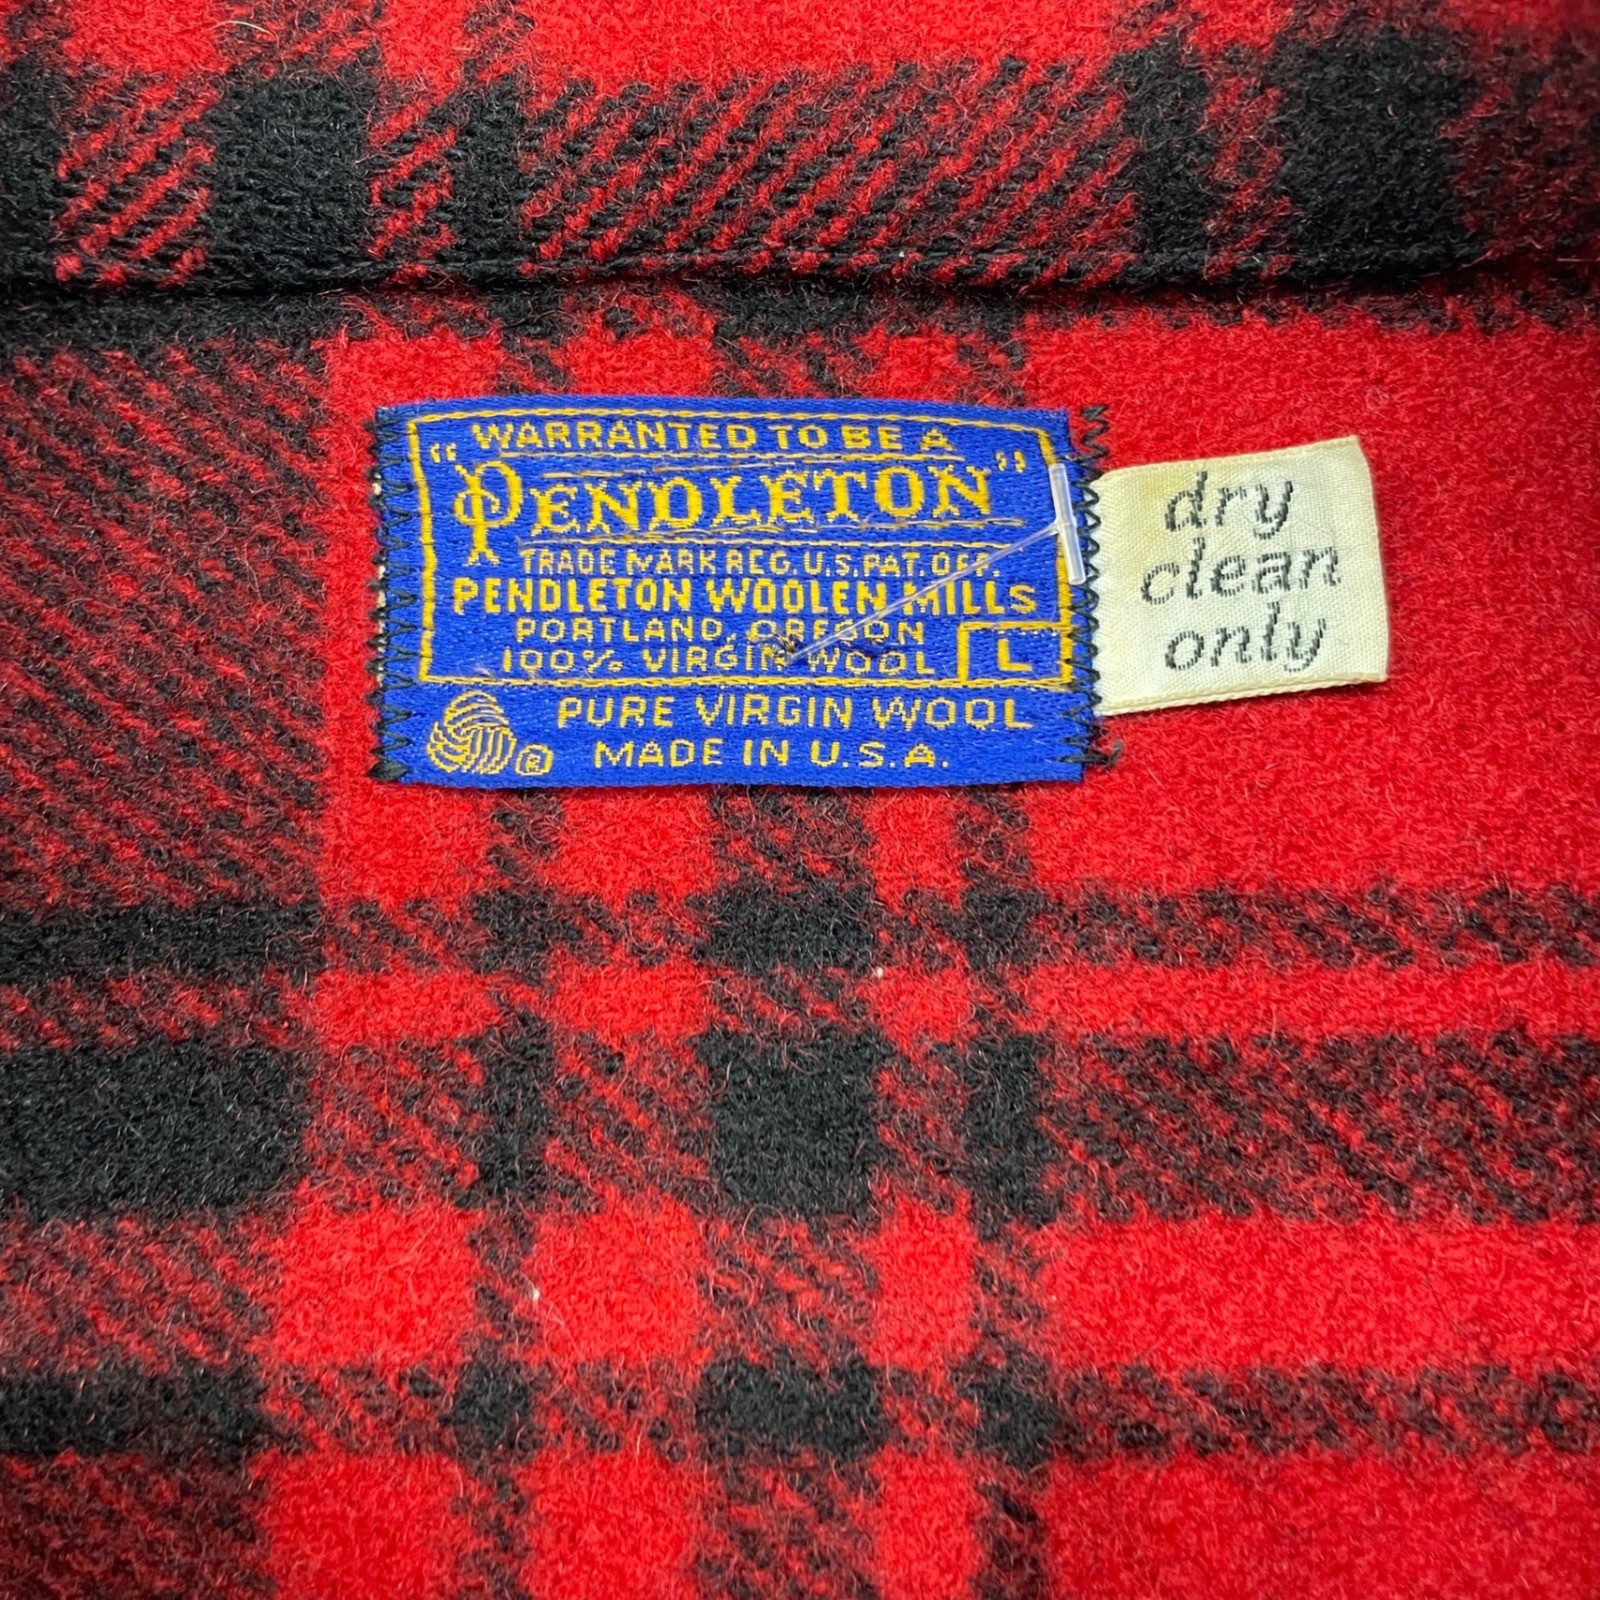 WARRANTED TO BE A
"PENDLETON"
TRADE MARK REG. U.S. PAT. OFF.
PENDLETON WOOLEN MILLS
PORTLAND, OREGON
100% VIRGIN WOOL L
PURE VIRGIN WOOL
® MADE IN U.S.A.
dry
clean
only